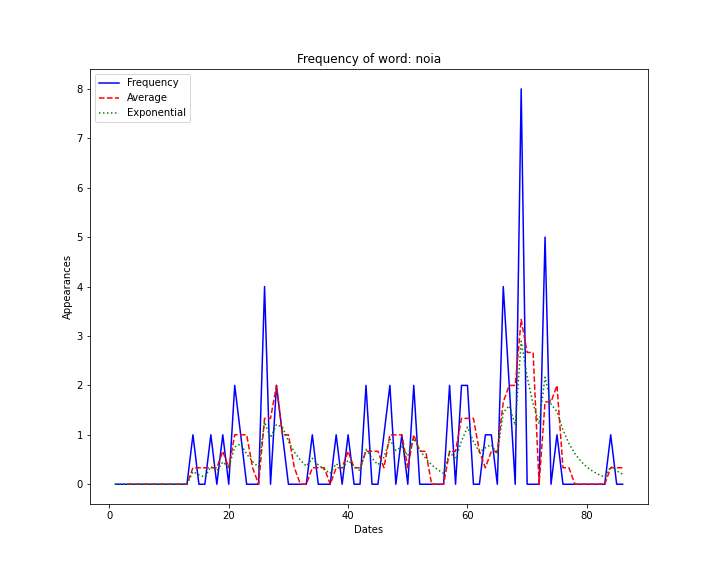 Frequency of word: noia
Frequency
Average
Exponential
Appearances
8
7
6
5
4
3
2
1
0
0 20 40 60 80
Dates